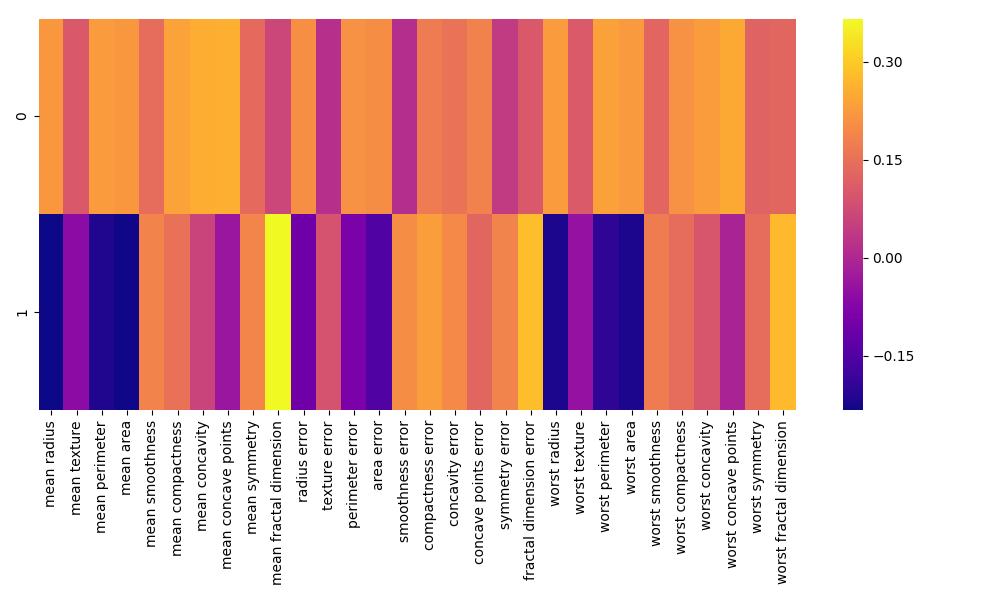 0
1
mean radius
mean texture
mean perimeter
mean area
mean smoothness
mean compactness
mean concavity
mean concave points
mean symmetry
mean fractal dimension
radius error
texture error
perimeter error
area error
smoothness error
compactness error
concavity error
concave points error
symmetry error
fractal dimension error
worst radius
worst texture
worst perimeter
worst area
worst smoothness
worst compactness
worst concavity
worst concave points
worst symmetry
worst fractal dimension
0.30
0.15
0.00
−0.15